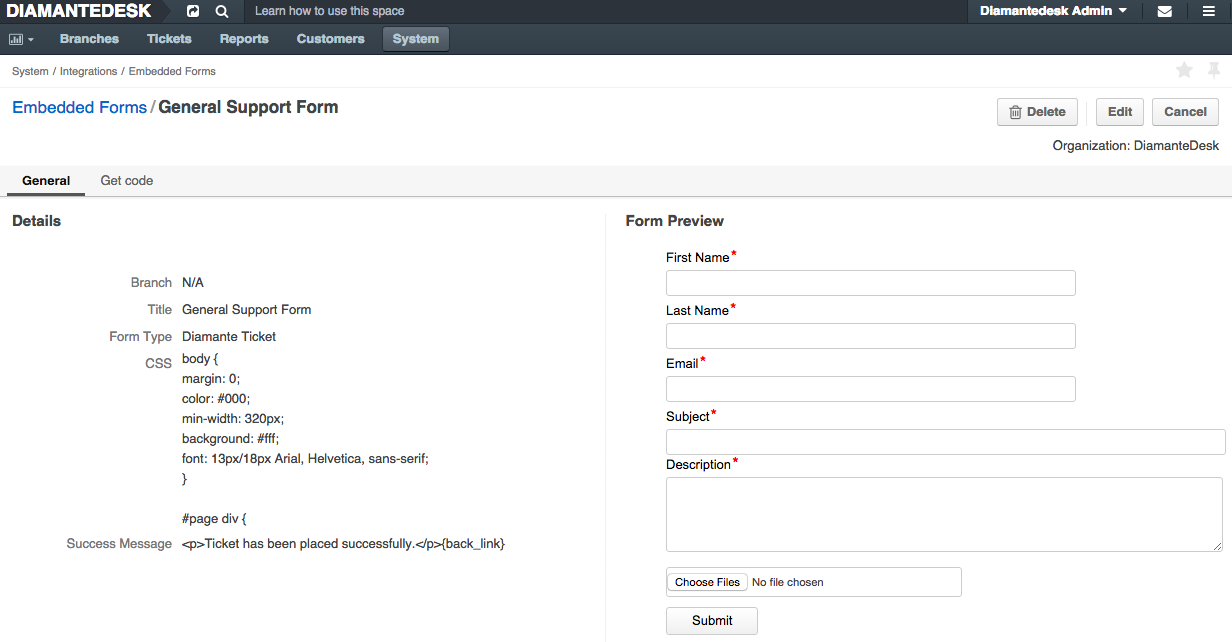 DIAMANTEDESK Learn how to use this space Diamantedesk Admin
Branches Tickets Reports Customers System
System / Integrations / Embedded Forms
Embedded Forms / General Support Form
Delete Edit Cancel
Organization: DiamanteDesk
General Get code
Details
Branch N/A
Title General Support Form
Form Type Diamante Ticket
CSS body {
margin: 0;
color: #000;
min-width: 320px;
background: #fff;
font: 13px/18px Arial, Helvetica, sans-serif;
}
#page div {
Success Message <p>Ticket has been placed successfully.</p>{back_link}
Form Preview
First Name*
Last Name*
Email*
Subject*
Description*
Choose Files No file chosen
Submit